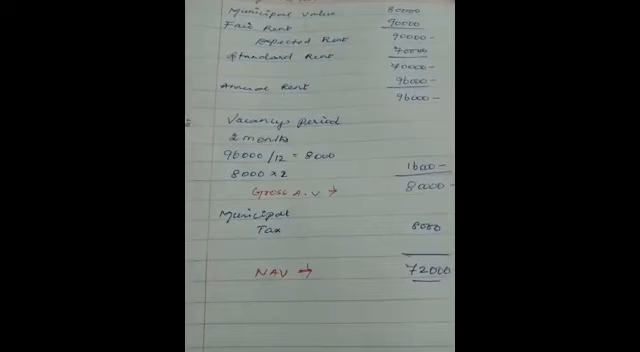 Municipal Value 80000
Fair Rent 90000
Expected Rent 90000-
Standard Rent 70000
70000-
Annual Rent 96000-
96000-
Vacancy Period
2 months
96000/12 = 8000
8000 x 2 16000-
Gross A.V → 80000-
Municipal
Tax 8000
NAV → 72000